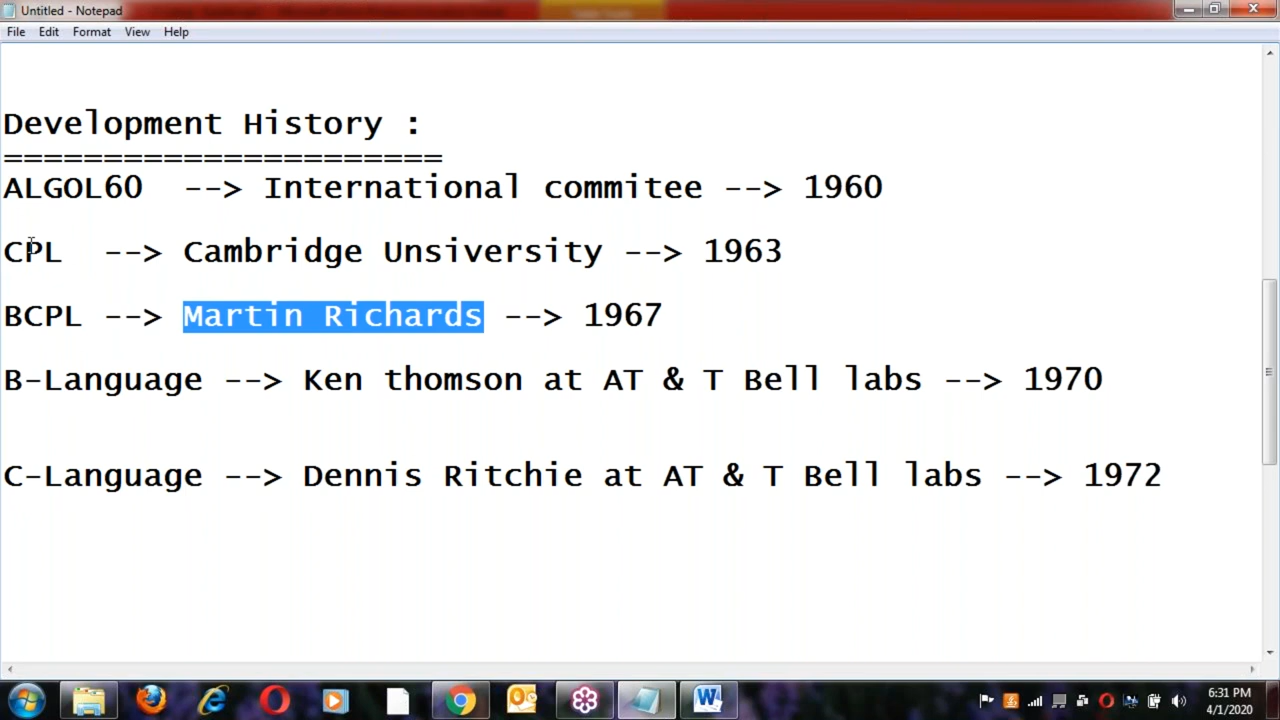 Untitled - Notepad
File Edit Format View Help
Development History :
======================
ALGOL60 --> International commitee --> 1960
CPL --> Cambridge Unsiversity --> 1963
BCPL --> Martin Richards --> 1967
B-Language --> Ken thomson at AT & T Bell labs --> 1970
C-Language --> Dennis Ritchie at AT & T Bell labs --> 1972
6:31 PM
4/1/2020